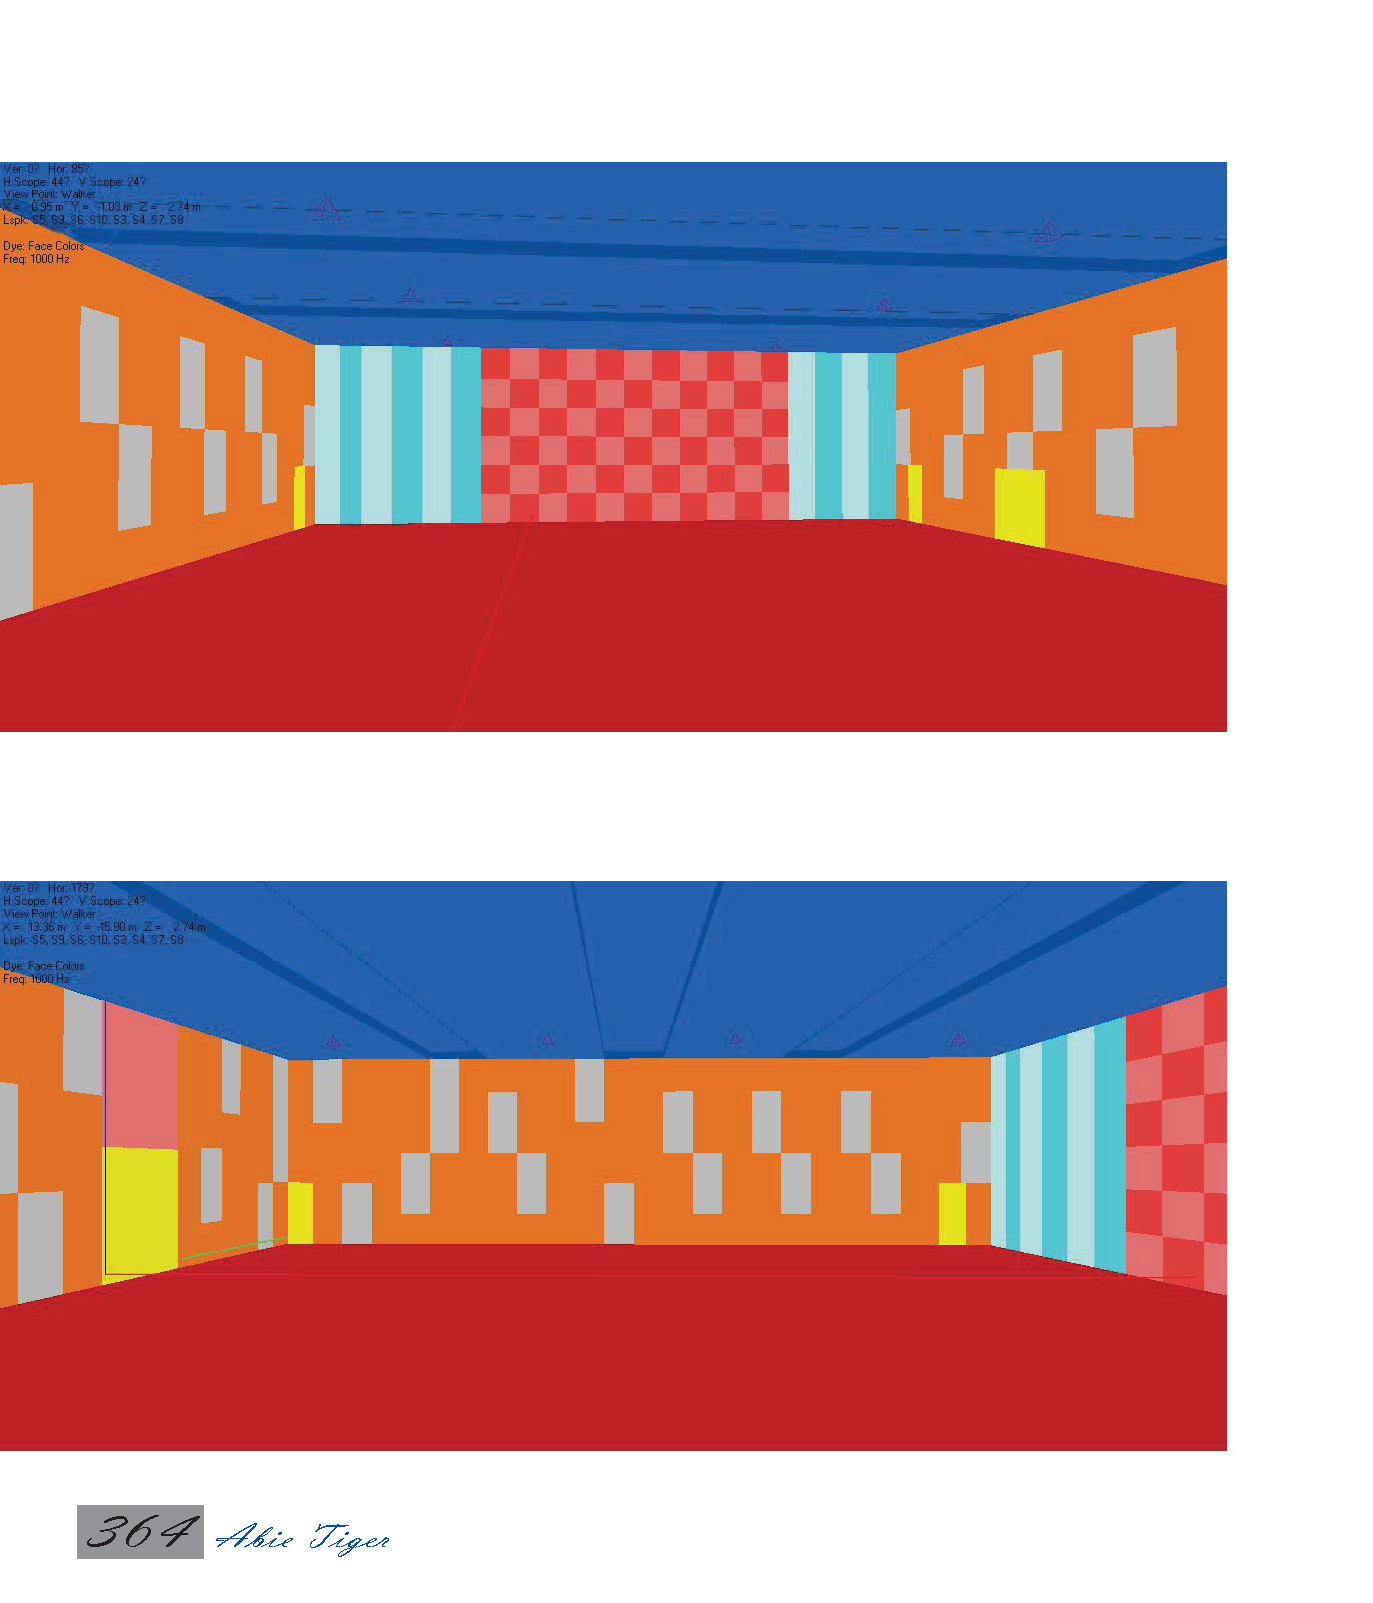 Ver: 0? Hor: 85?
H.Scope: 44? V.Scope: 24?
View Point: Walker
X = 0.95 m Y = -1.03 m Z = 2.74 m
Lspk: S5, S9, S6, S10, S3, S4, S7, S8
Dye: Face Colors
Freq: 1000 Hz
Ver: 0? Hor: 179?
H.Scope: 44? V.Scope: 24?
View Point: Walker
X = 13.36 m Y = -15.90 m Z = 2.74 m
Lspk: S5, S9, S6, S10, S3, S4, S7, S8
Dye: Face Colors
Freq: 1000 Hz
364 Abie Tiger